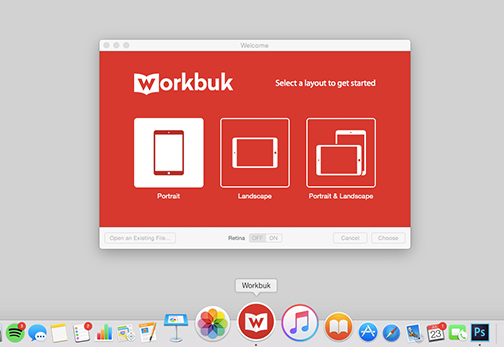 Welcome
Workbuk
Select a layout to get started
Portrait
Landscape
Portrait & Landscape
Open an Existing File...
Retina OFF ON
Cancel
Choose
Workbuk
W
23
Ps